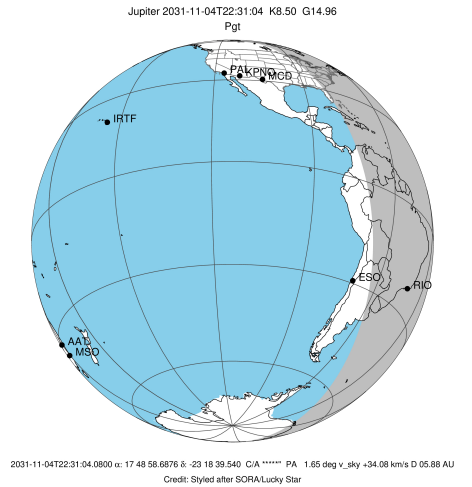 Jupiter 2031-11-04T22:31:04 K8.50 G14.96
Pgt
PAL
KPNO
MCD
IRTF
ESO
RIO
AAT
MSO
2031-11-04T22:31:04.0800 α: 17 48 58.6876 δ: -23 18 39.540 C/A *****" PA 1.65 deg v_sky +34.08 km/s D 05.88 AU
Credit: Styled after SORA/Lucky Star